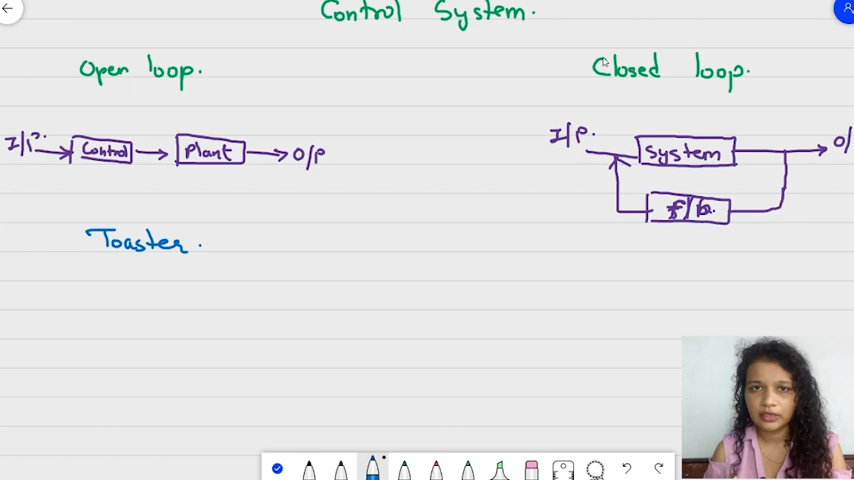 Control System.
Open loop.
Closed loop.
I/P. Control Plant O/P
I/P. System O/
f/b.
Toaster.